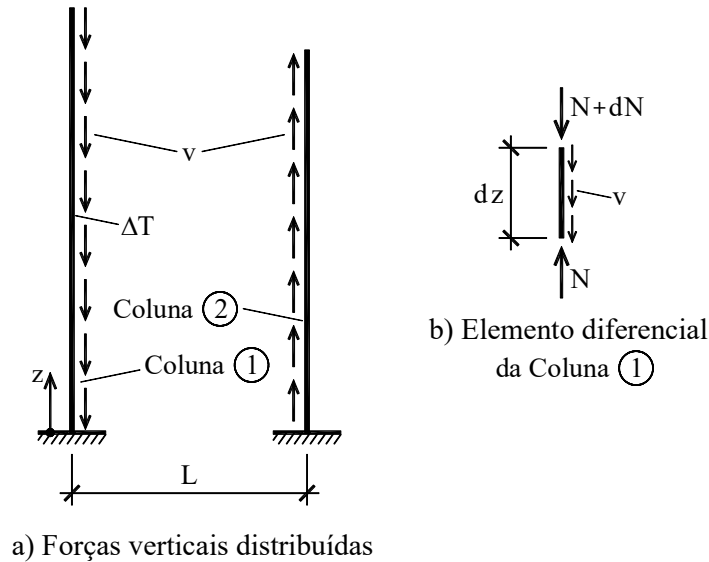 v
ΔT
Coluna 2
Coluna 1
z
L
a) Forças verticais distribuídas
N+dN
dz
v
N
b) Elemento diferencial
da Coluna 1